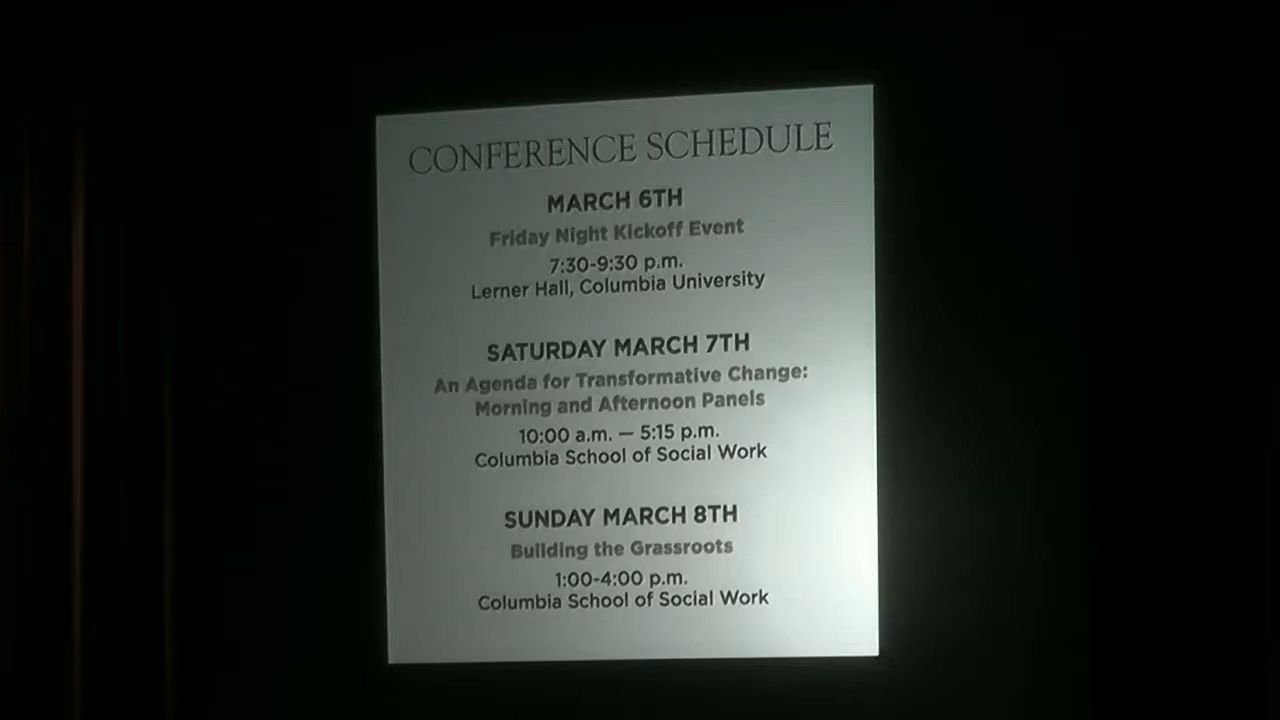 CONFERENCE SCHEDULE
MARCH 6TH
Friday Night Kickoff Event
7:30-9:30 p.m.
Lerner Hall, Columbia University
SATURDAY MARCH 7TH
An Agenda for Transformative Change:
Morning and Afternoon Panels
10:00 a.m. — 5:15 p.m.
Columbia School of Social Work
SUNDAY MARCH 8TH
Building the Grassroots
1:00-4:00 p.m.
Columbia School of Social Work